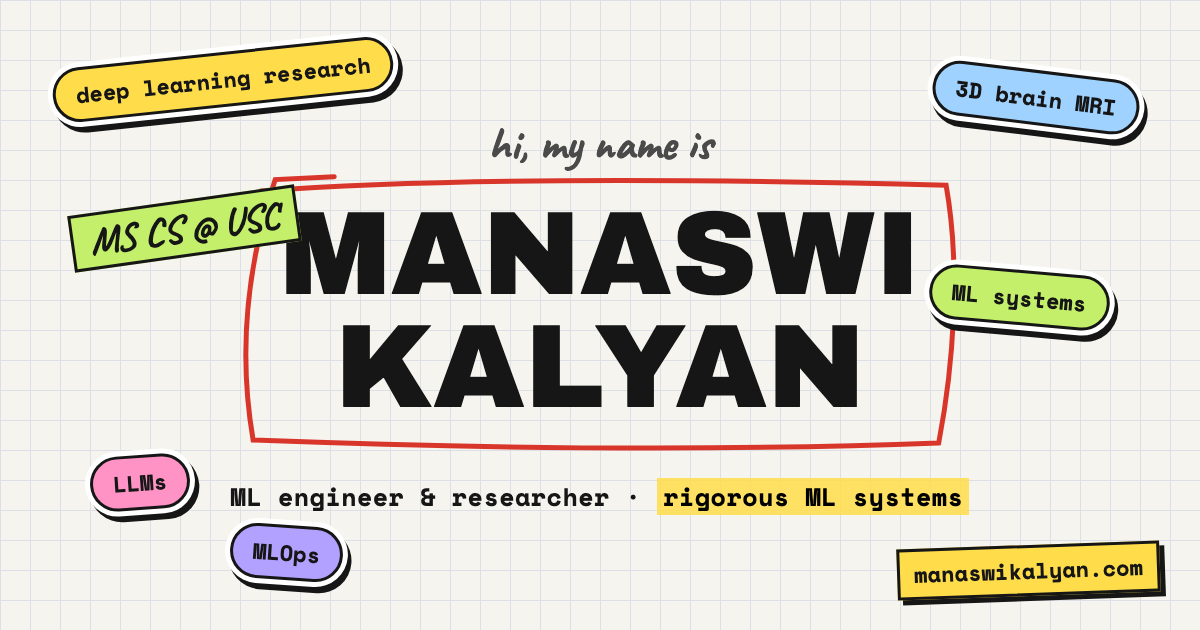 deep learning research
3D brain MRI
hi, my name is
MS CS @ USC
MANASWI
KALYAN
ML systems
LLMs
ML engineer & researcher · rigorous ML systems
MLOps
manaswikalyan.com